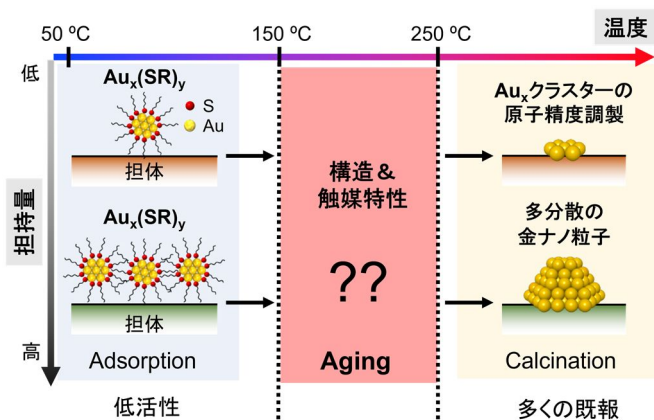 50 ºC
150 ºC
250 ºC
温度
低
担持量
高
Auₓ(SR)ᵧ
S
Au
担体
Auₓ(SR)ᵧ
担体
Adsorption
低活性
構造＆
触媒特性
??
Aging
Auₓクラスターの
原子精度調製
多分散の
金ナノ粒子
Calcination
多くの既報